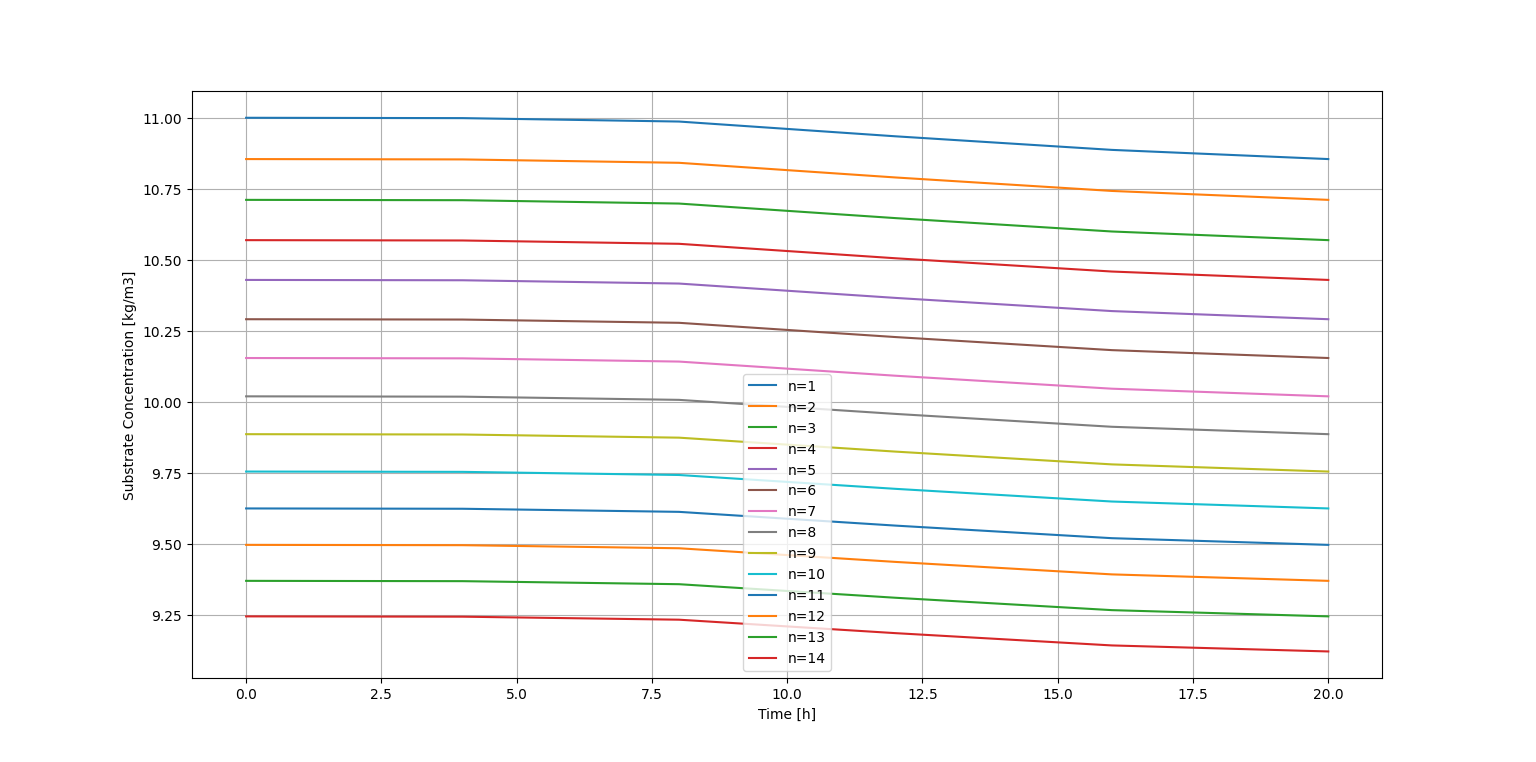 Substrate Concentration [kg/m3]
11.00
10.75
10.50
10.25
10.00
9.75
9.50
9.25
n=1
n=2
n=3
n=4
n=5
n=6
n=7
n=8
n=9
n=10
n=11
n=12
n=13
n=14
0.0 2.5 5.0 7.5 10.0 12.5 15.0 17.5 20.0
Time [h]